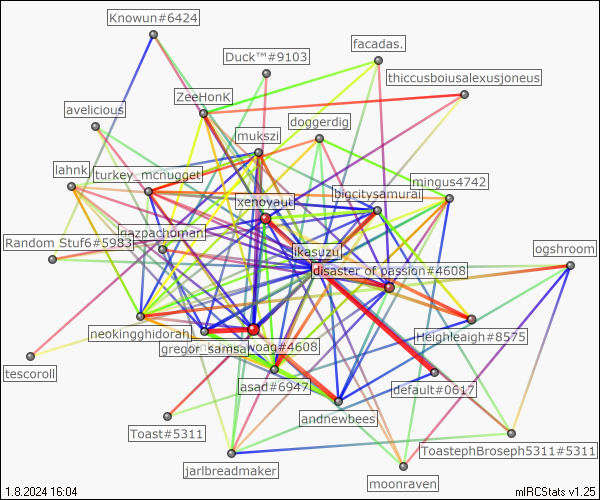 Knowun#6424
Duck™#9103
facadas.
thiccusboiusalexusjoneus
ZeeHonK
avelicious
doggerdig
mukszi
lahnk
turkey_mcnugget
mingus4742
bigcitysamurai
xenoyaut
gazpachoman
Random Stuf6#5983
ikasuzu
ogshroom
disaster of passion#4608
neokingghidorah
Heighleaigh#8575
gregor_samsa
woag#4608
tescoroll
asad#6947
default#0617
andnewbees
Toast#5311
ToastephBroseph5311#5311
jarlbreadmaker
moonraven
1.8.2024 16:04
mIRCStats v1.25